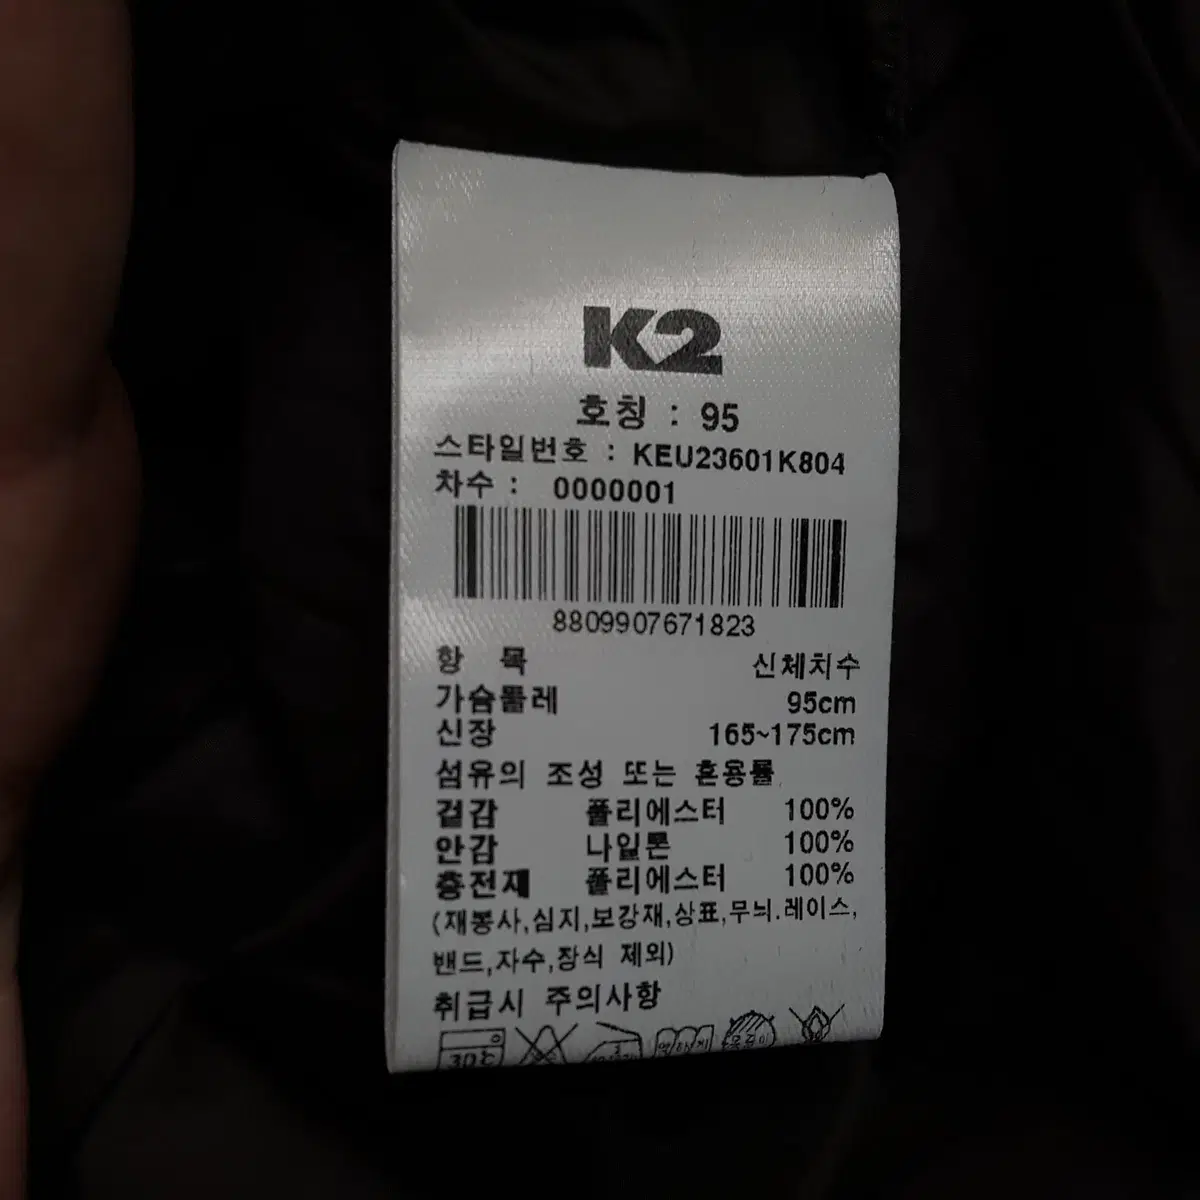 K2
호칭 : 95
스타일번호 : KEU23601K804
차수 : 0000001
8809907671823
항 목 신체치수
가슴둘레 95cm
신장 165~175cm
섬유의 조성 또는 혼용률
겉감 폴리에스터 100%
안감 나일론 100%
충전재 폴리에스터 100%
(재봉사,심지,보강재,상표,무늬.레이스,
밴드,자수,장식 제외)
취급시 주의사항
30℃